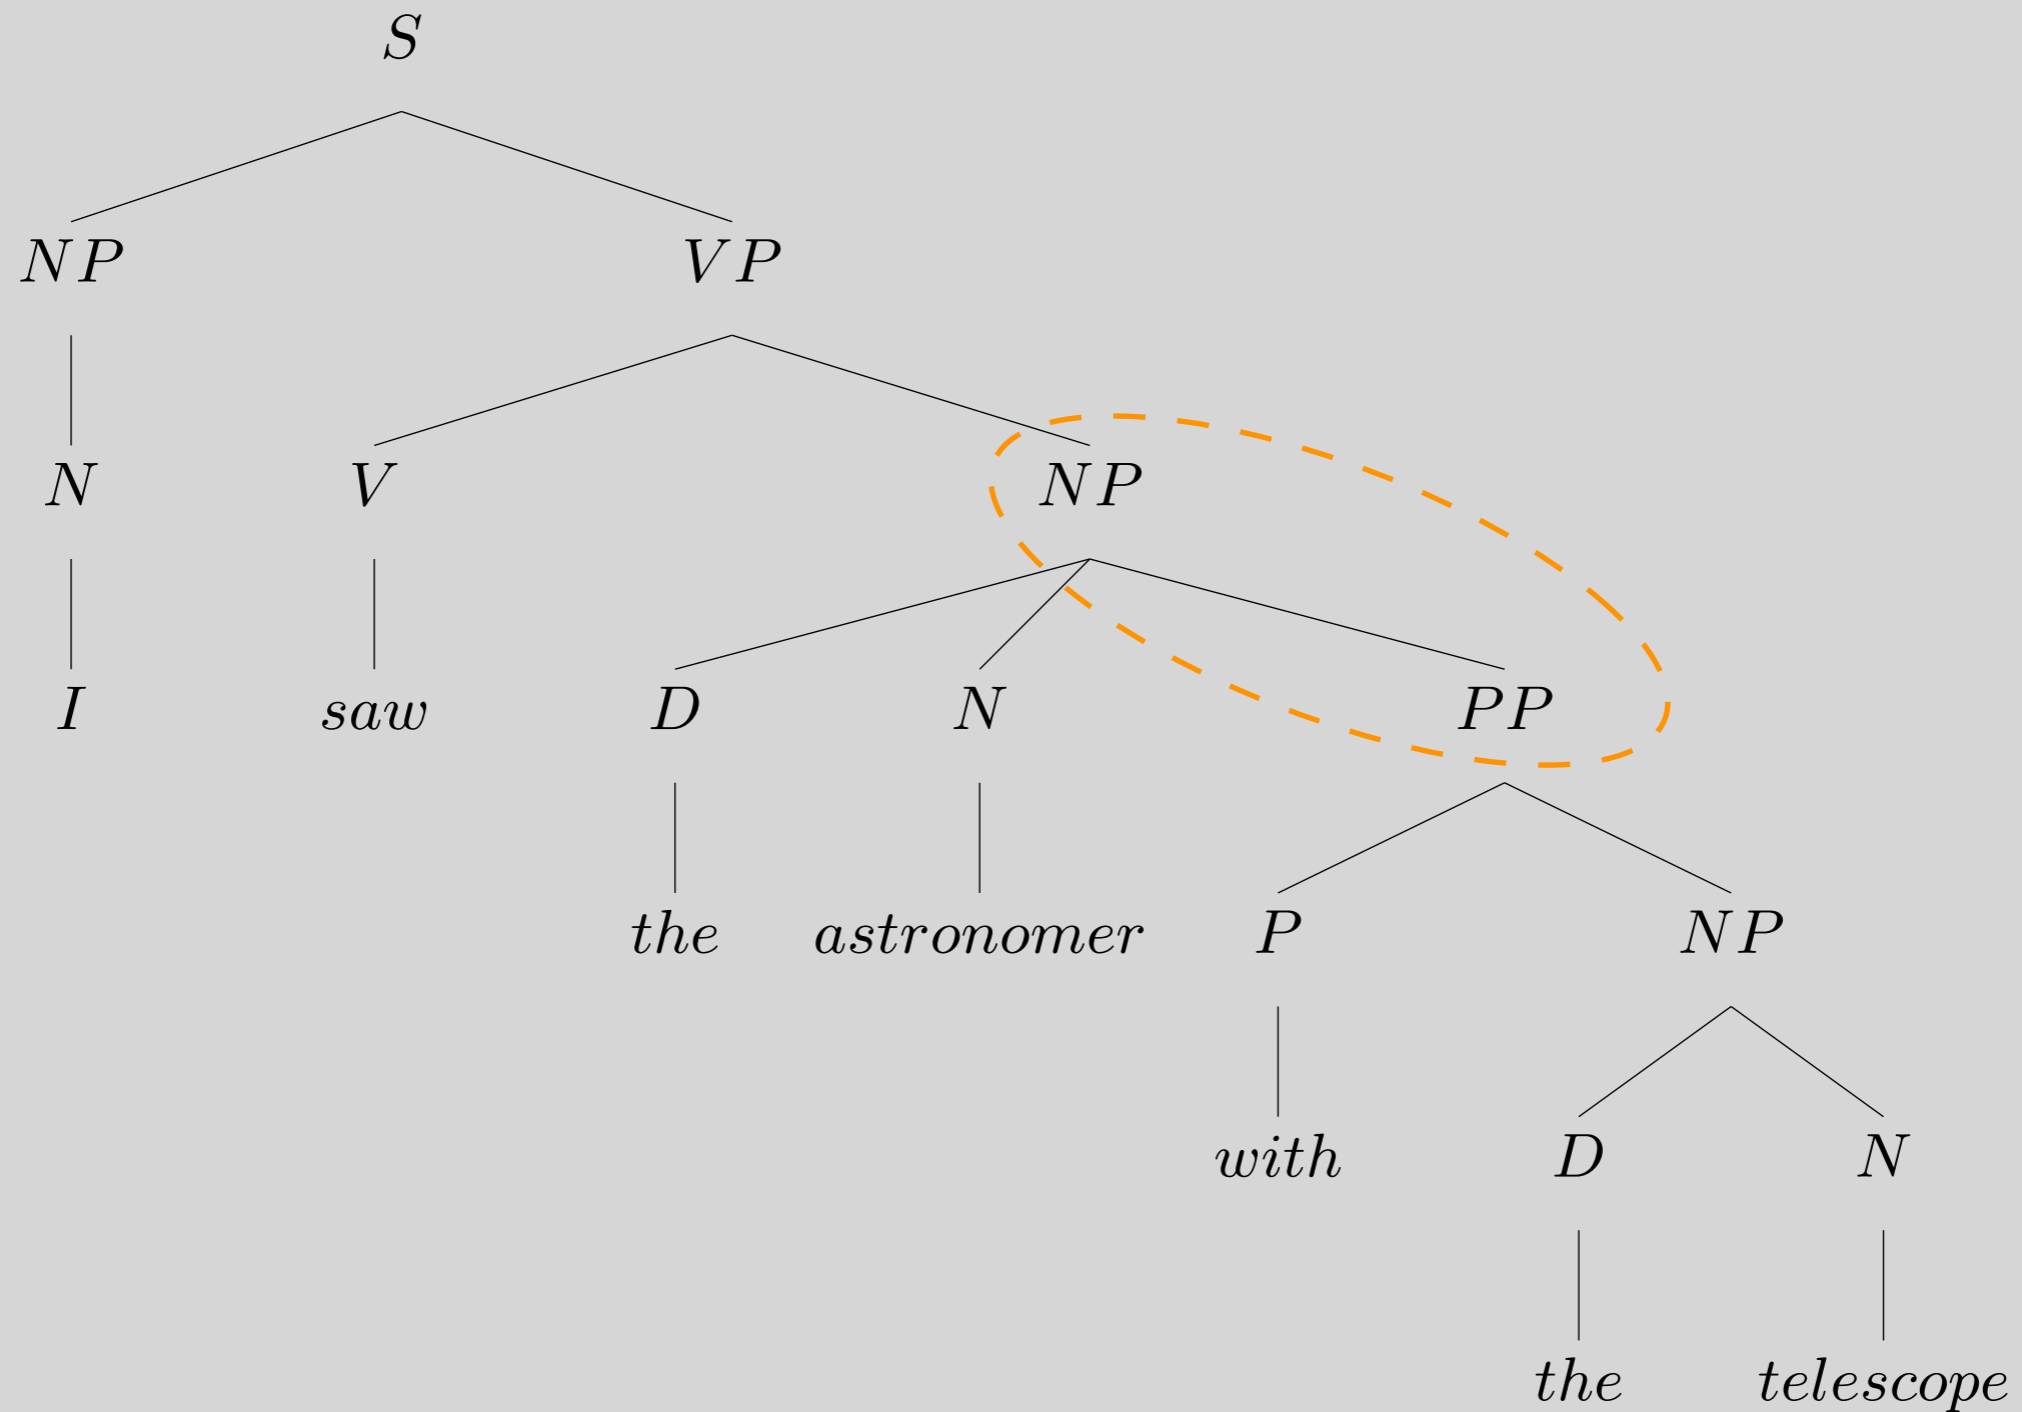 S
NP VP
N V NP
I saw D N PP
the astronomer P NP
with D N
the telescope